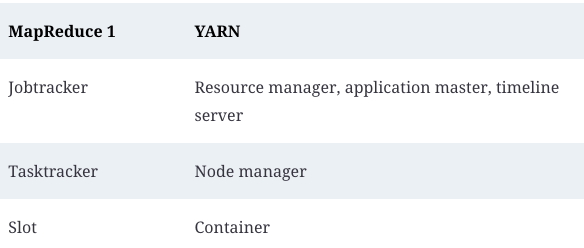 MapReduce 1 YARN
Jobtracker Resource manager, application master, timeline
server
Tasktracker Node manager
Slot Container